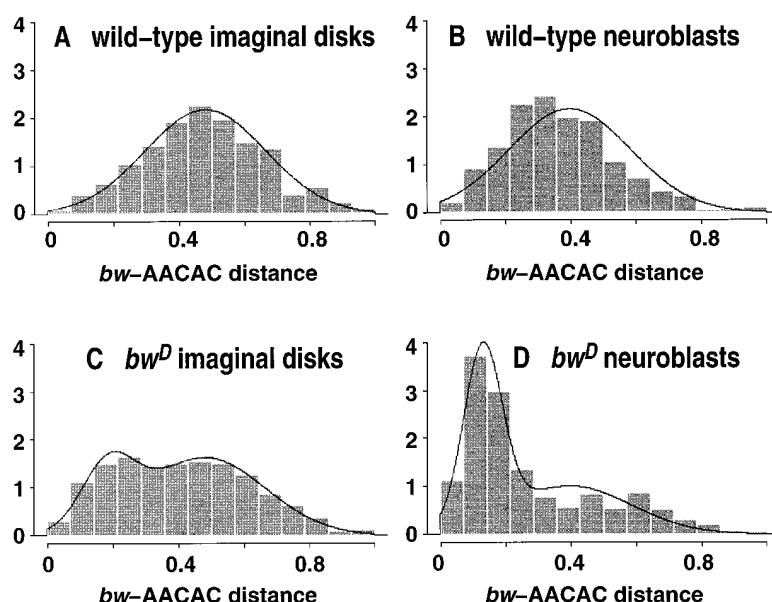 A wild–type imaginal disks
4
3
2
1
0
0 0.4 0.8
bw–AACAC distance
B wild–type neuroblasts
4
3
2
1
0
0 0.4 0.8
bw–AACAC distance
C bwD imaginal disks
4
3
2
1
0
0 0.4 0.8
bw–AACAC distance
D bwD neuroblasts
4
3
2
1
0
0 0.4 0.8
bw–AACAC distance